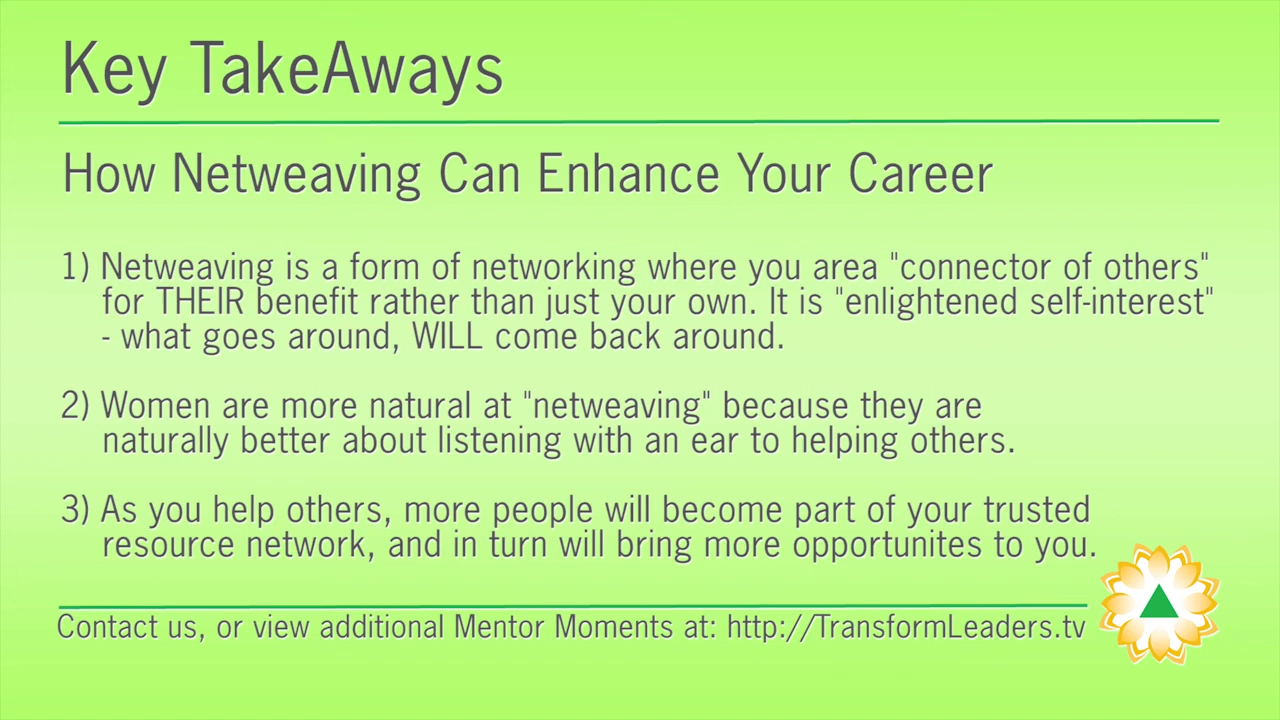 Key TakeAways
How Netweaving Can Enhance Your Career
1) Netweaving is a form of networking where you area "connector of others"
for THEIR benefit rather than just your own. It is "enlightened self-interest"
- what goes around, WILL come back around.
2) Women are more natural at "netweaving" because they are
naturally better about listening with an ear to helping others.
3) As you help others, more people will become part of your trusted
resource network, and in turn will bring more opportunites to you.
Contact us, or view additional Mentor Moments at: http://TransformLeaders.tv